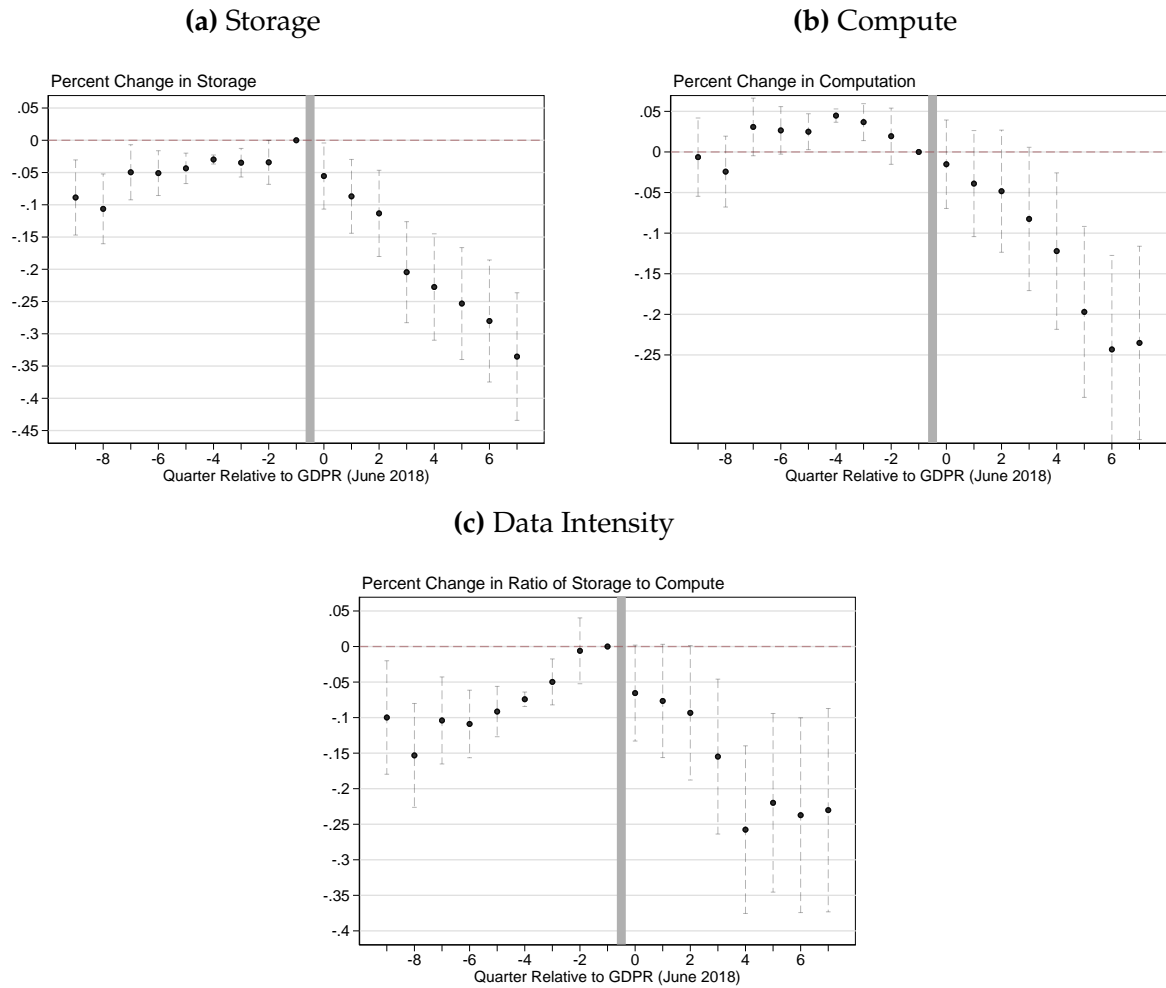 (a) Storage
Percent Change in Storage
.05
0
-.05
-.1
-.15
-.2
-.25
-.3
-.35
-.4
-.45
-8 -6 -4 -2 0 2 4 6
Quarter Relative to GDPR (June 2018)
(b) Compute
Percent Change in Computation
.05
0
-.05
-.1
-.15
-.2
-.25
-8 -6 -4 -2 0 2 4 6
Quarter Relative to GDPR (June 2018)
(c) Data Intensity
Percent Change in Ratio of Storage to Compute
.05
0
-.05
-.1
-.15
-.2
-.25
-.3
-.35
-.4
-8 -6 -4 -2 0 2 4 6
Quarter Relative to GDPR (June 2018)